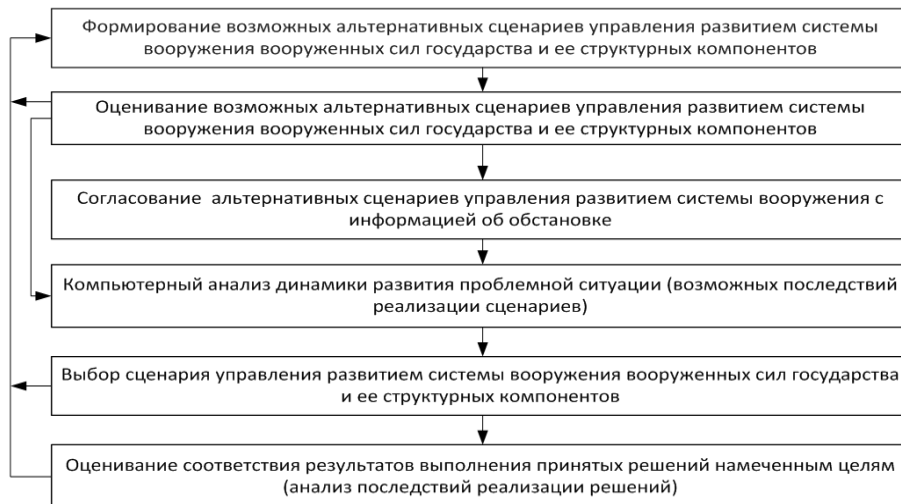 Формирование возможных альтернативных сценариев управления развитием системы
вооружения вооруженных сил государства и ее структурных компонентов
Оценивание возможных альтернативных сценариев управления развитием системы
вооружения вооруженных сил государства и ее структурных компонентов
Согласование альтернативных сценариев управления развитием системы вооружения с
информацией об обстановке
Компьютерный анализ динамики развития проблемной ситуации (возможных последствий
реализации сценариев)
Выбор сценария управления развитием системы вооружения вооруженных сил государства
и ее структурных компонентов
Оценивание соответствия результатов выполнения принятых решений намеченным целям
(анализ последствий реализации решений)